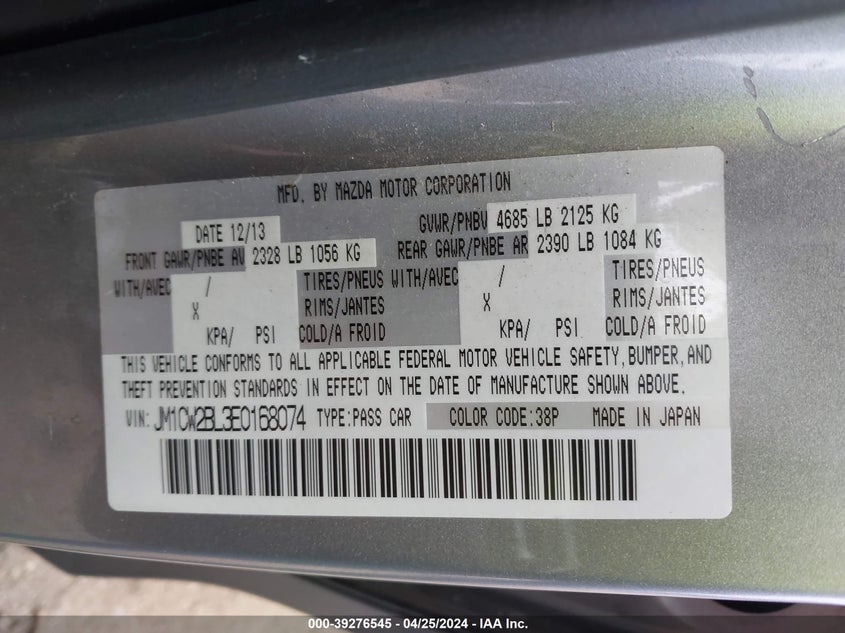 MFD. BY MAZDA MOTOR CORPORATION
DATE 12/13 GVWR/PNBV 4685 LB 2125 KG
FRONT GAWR/PNBE AV 2328 LB 1056 KG REAR GAWR/PNBE AR 2390 LB 1084 KG
WITH/AVEC / TIRES/PNEUS WITH/AVEC / TIRES/PNEUS
X RIMS/JANTES X RIMS/JANTES
KPA/ PSI COLD/A FROID KPA/ PSI COLD/A FROID
THIS VEHICLE CONFORMS TO ALL APPLICABLE FEDERAL MOTOR VEHICLE SAFETY, BUMPER, AND
THEFT PREVENTION STANDARDS IN EFFECT ON THE DATE OF MANUFACTURE SHOWN ABOVE.
VIN: JM1CW2BL3E0168074 TYPE:PASS CAR COLOR CODE:38P MADE IN JAPAN
000-39276545 - 04/25/2024 - IAA Inc.